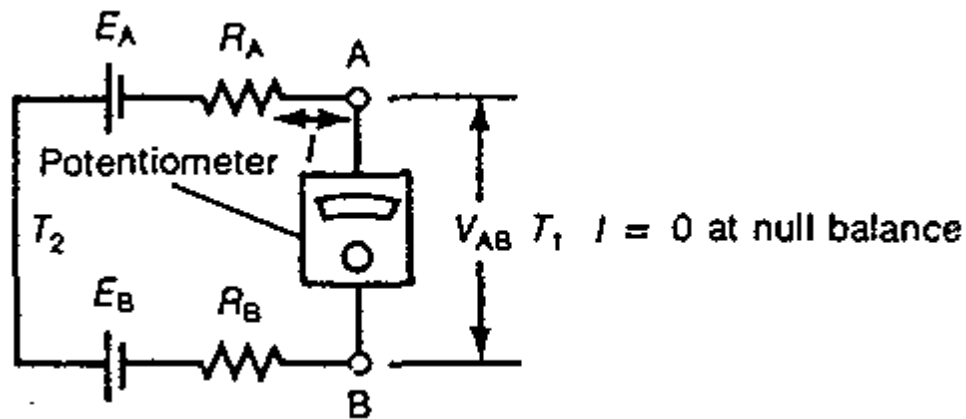 E_A
R_A
A
Potentiometer
T_2
V_AB T_1 I = 0 at null balance
E_B
R_B
B